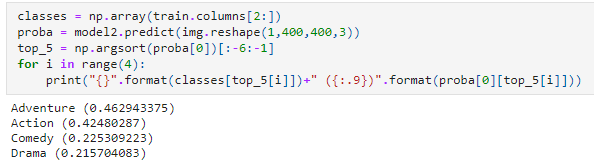 classes = np.array(train.columns[2:])
proba = model2.predict(img.reshape(1,400,400,3))
top_5 = np.argsort(proba[0])[:-6:-1]
for i in range(4):
    print("{}".format(classes[top_5[i]])+" ({:.9})".format(proba[0][top_5[i]]))
Adventure (0.462943375)
Action (0.42480287)
Comedy (0.225309223)
Drama (0.215704083)